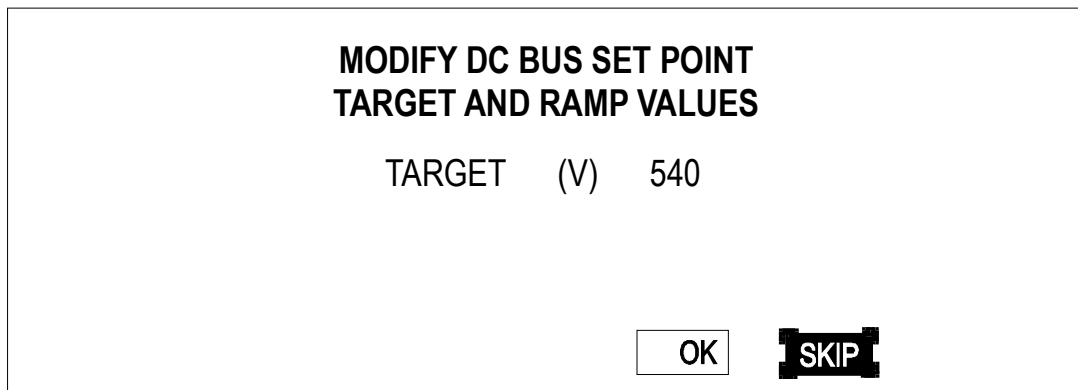 MODIFY DC BUS SET POINT
TARGET AND RAMP VALUES
TARGET (V) 540
OK SKIP